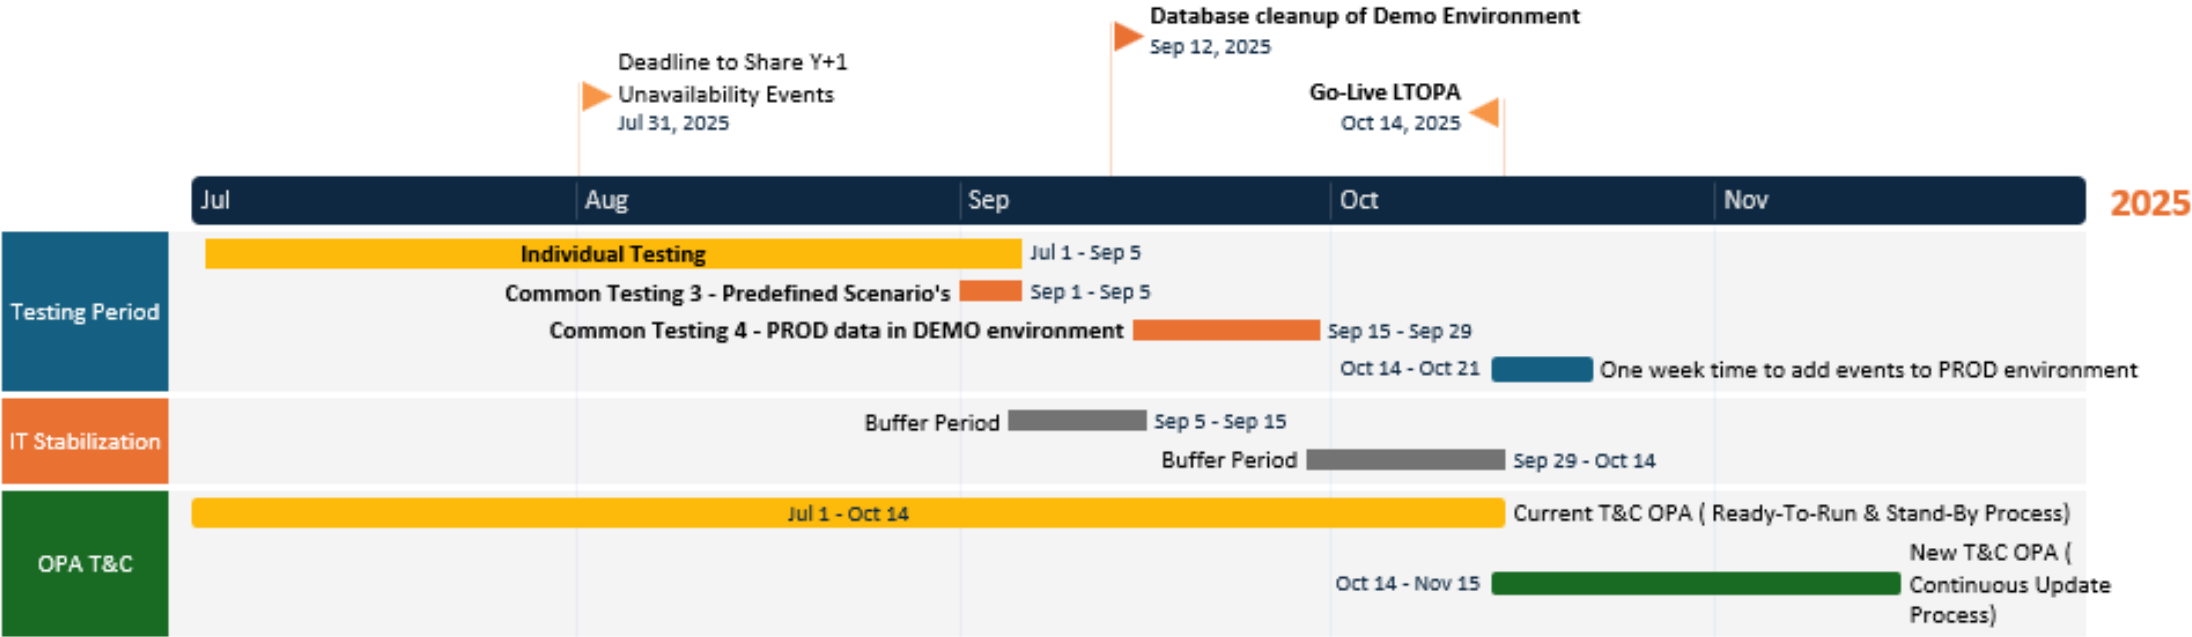 Database cleanup of Demo Environment
Sep 12, 2025
Deadline to Share Y+1
Unavailability Events
Jul 31, 2025
Go-Live LTOPA
Oct 14, 2025
Jul Aug Sep Oct Nov 2025
Testing Period
Individual Testing Jul 1 - Sep 5
Common Testing 3 - Predefined Scenario's Sep 1 - Sep 5
Common Testing 4 - PROD data in DEMO environment Sep 15 - Sep 29
Oct 14 - Oct 21 One week time to add events to PROD environment
IT Stabilization
Buffer Period Sep 5 - Sep 15
Buffer Period Sep 29 - Oct 14
OPA T&C
Jul 1 - Oct 14 Current T&C OPA ( Ready-To-Run & Stand-By Process)
Oct 14 - Nov 15 New T&C OPA (
Continuous Update
Process)